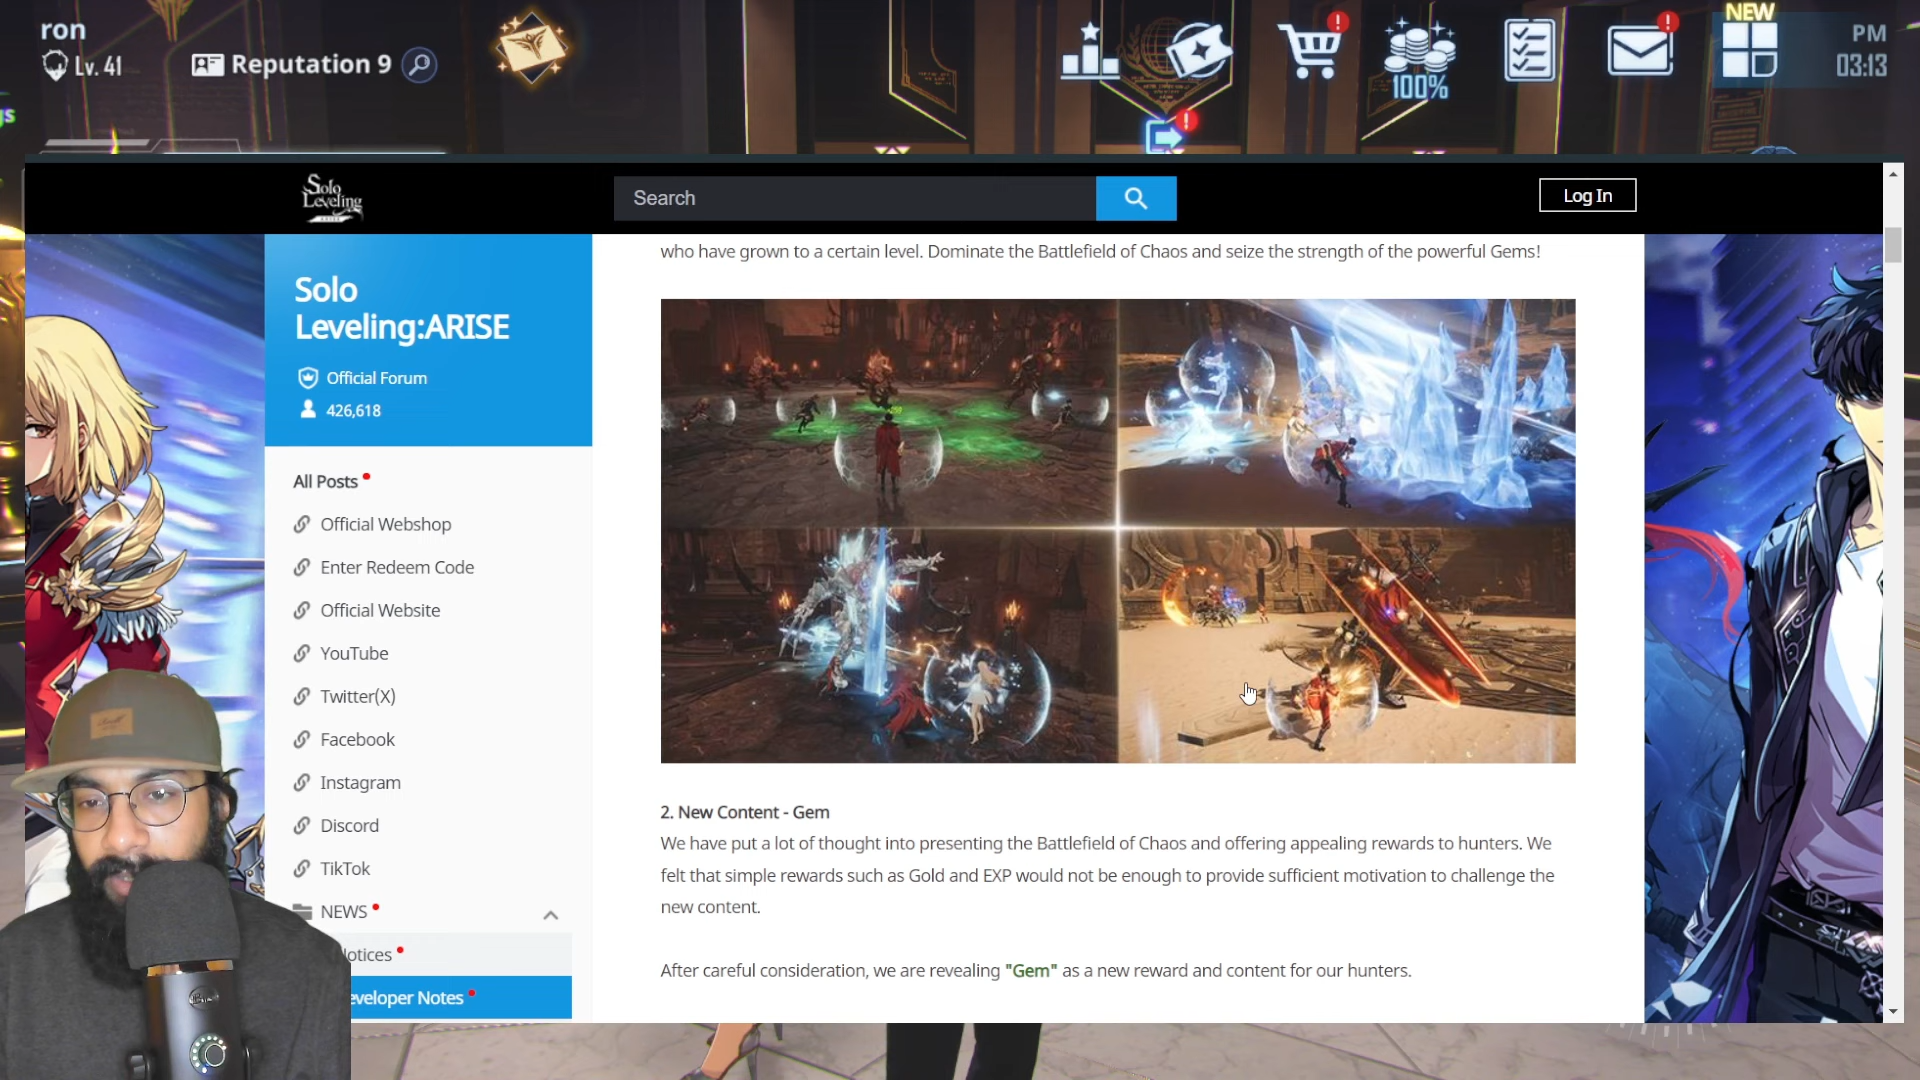 ron
Lv. 41
Reputation 9
100%
NEW
PM
03:13
gs
Solo
Leveling
ARISE
Search
Log In
Solo
Leveling:ARISE
Official Forum
426,618
All Posts
Official Webshop
Enter Redeem Code
Official Website
YouTube
Twitter(X)
Facebook
Instagram
Discord
TikTok
NEWS
otices
eveloper Notes
who have grown to a certain level. Dominate the Battlefield of Chaos and seize the strength of the powerful Gems!
2. New Content - Gem
We have put a lot of thought into presenting the Battlefield of Chaos and offering appealing rewards to hunters. We
felt that simple rewards such as Gold and EXP would not be enough to provide sufficient motivation to challenge the
new content.
After careful consideration, we are revealing "Gem" as a new reward and content for our hunters.